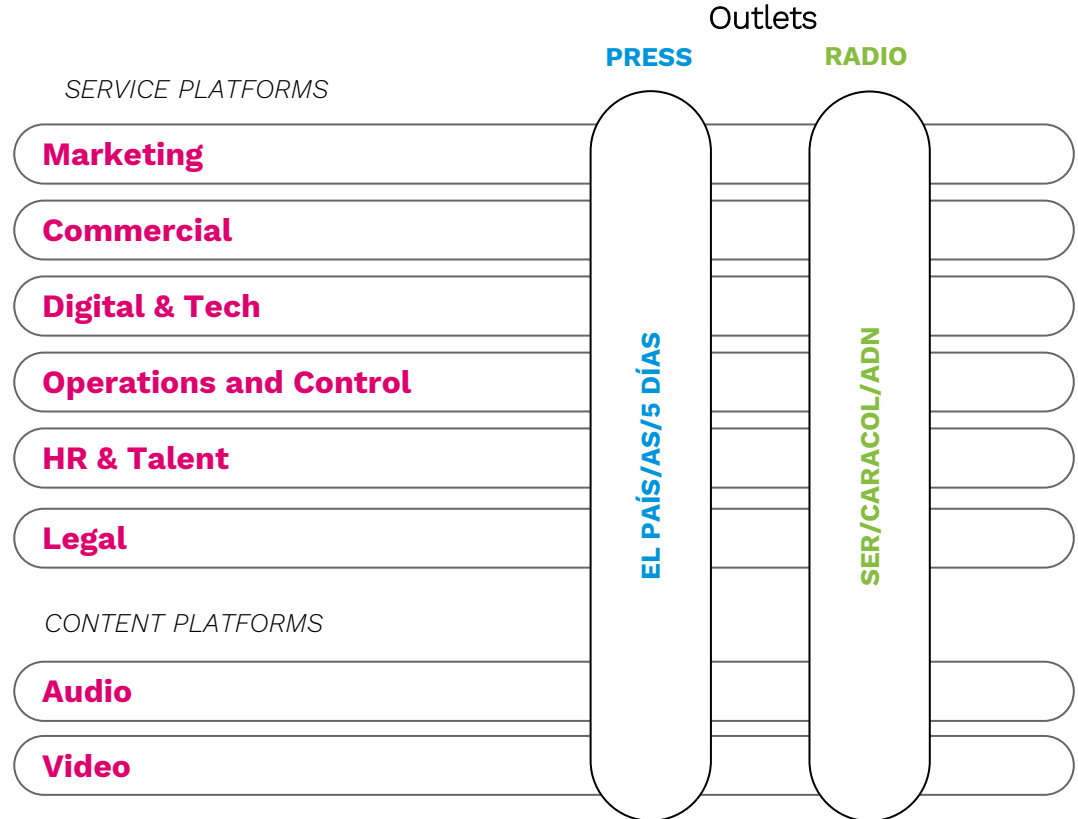 Outlets
PRESS
RADIO
SERVICE PLATFORMS
Marketing
Commercial
Digital & Tech
Operations and Control
HR & Talent
Legal
EL PAÍS/AS/5 DÍAS
SER/CARACOL/ADN
CONTENT PLATFORMS
Audio
Video